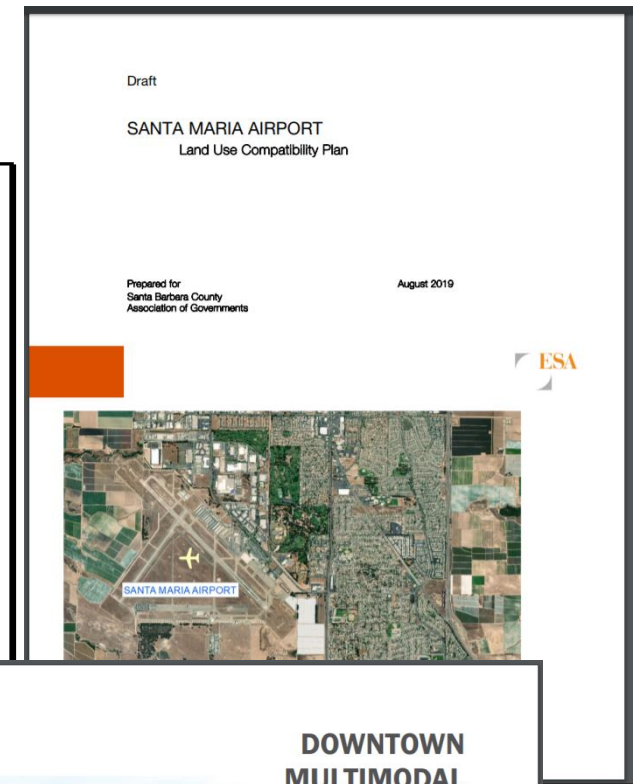 Draft
SANTA MARIA AIRPORT
Land Use Compatibility Plan
Prepared for
August 2019
Santa Barbara County
Association of Governments
ESA
SANTA MARIA AIRPORT
DOWNTOWN
MULTIMODAL